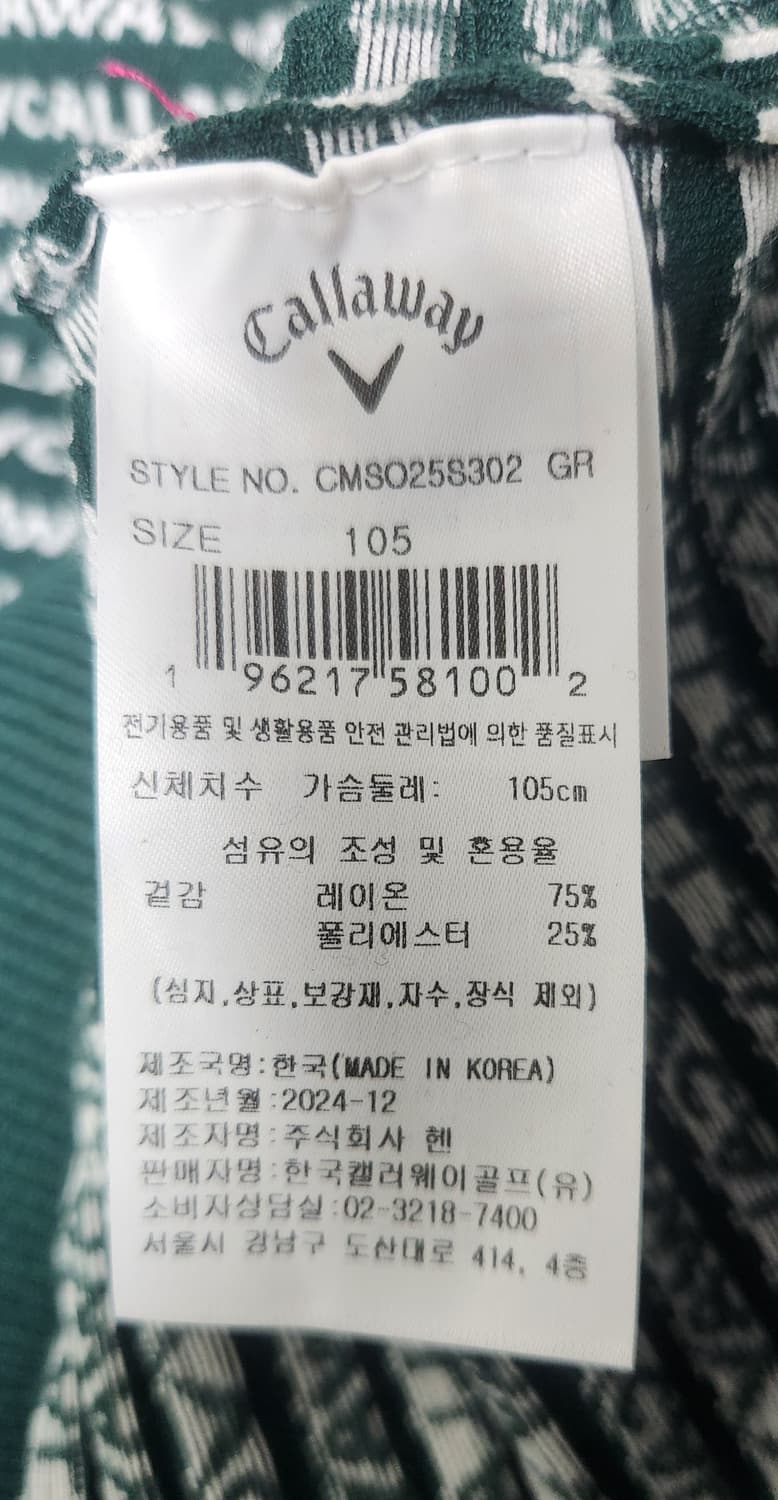 Callaway
STYLE NO. CMSO25S302 GR
SIZE 105
1 96217 58100 2
전기용품 및 생활용품 안전 관리법에 의한 품질표시
신체치수 가슴둘레: 105cm
섬유의 조성 및 혼용율
겉감 레이온 75%
폴리에스터 25%
(심지,상표,보강재,자수,장식 제외)
제조국명:한국(MADE IN KOREA)
제조년월:2024-12
제조자명:주식회사 헨
판매자명:한국캘러웨이골프(유)
소비자상담실:02-3218-7400
서울시 강남구 도산대로 414, 4층